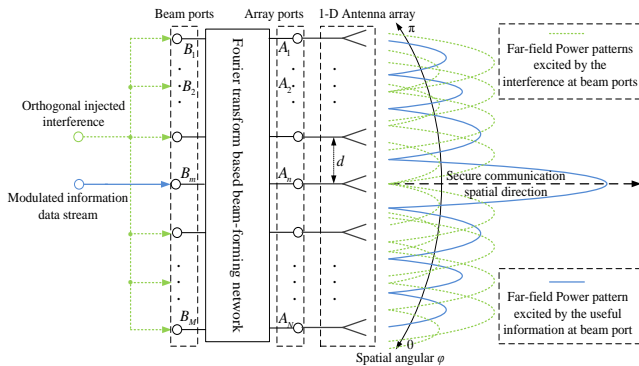 Beam ports
Array ports
1-D Antenna array
π
B1
A1
B2
A2
Fourier transform based beam-forming network
Far-field Power patterns
excited by the
interference at beam ports
Orthogonal injected
interference
d
Bm
An
Secure communication
spatial direction
Modulated information
data stream
Far-field Power pattern
excited by the useful
information at beam port
BM
AN
0
Spatial angular φ